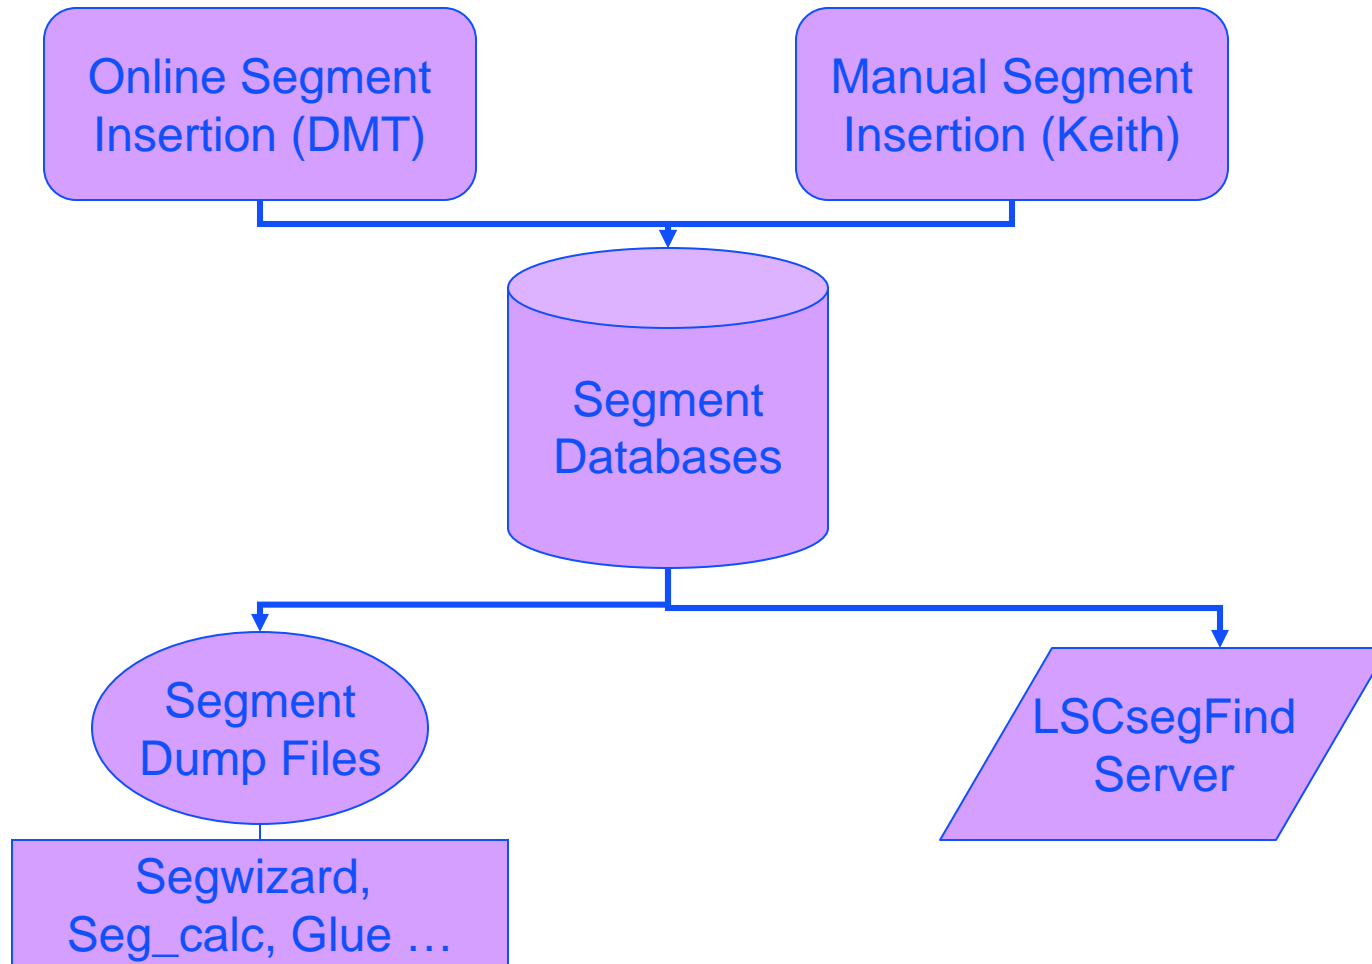 Online Segment
Insertion (DMT)
Manual Segment
Insertion (Keith)
Segment
Databases
Segment
Dump Files
LSCsegFind
Server
Segwizard,
Seg_calc, Glue …